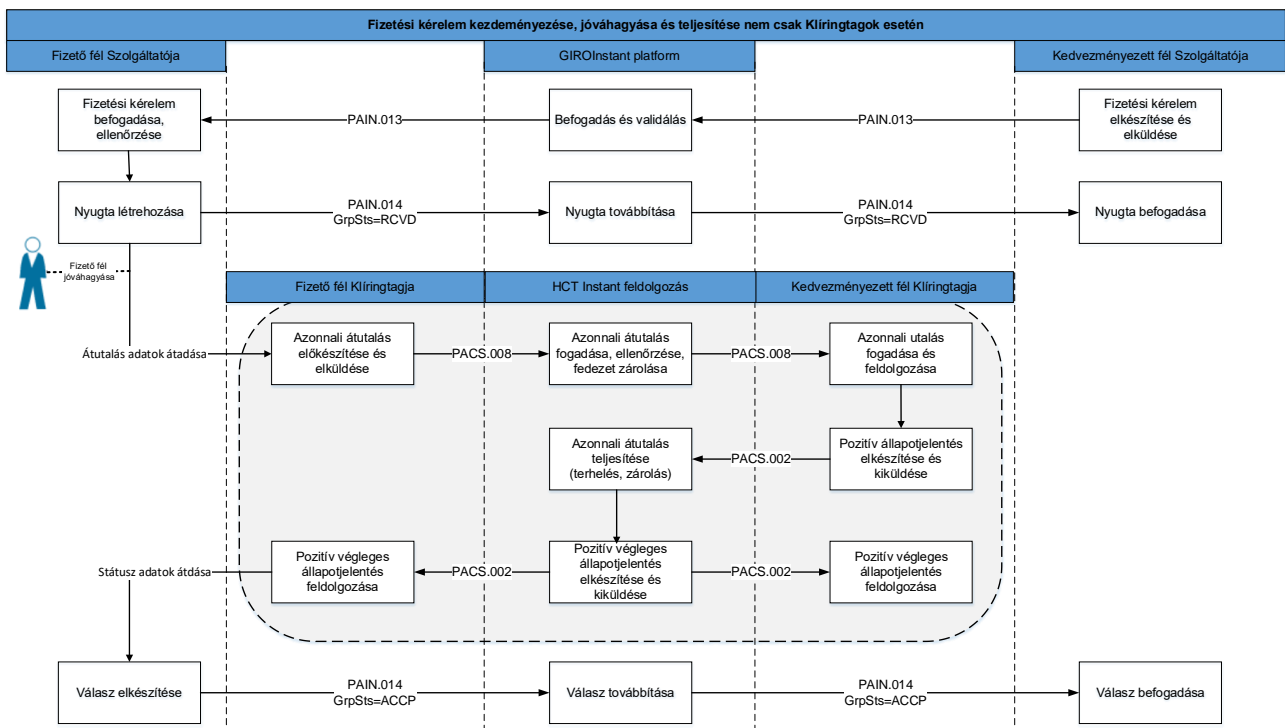 Fizetési kérelem kezdeményezése, jóváhagyása és teljesítése nem csak Klíringtagok esetén
Fizető fél Szolgáltatója
GIROInstant platform
Kedvezményezett fél Szolgáltatója
Fizetési kérelem
befogadása,
ellenőrzése
PAIN.013
Befogadás és validálás
PAIN.013
Fizetési kérelem
elkészítése és
elküldése
Nyugta létrehozása
PAIN.014
GrpSts=RCVD
Nyugta továbbítása
PAIN.014
GrpSts=RCVD
Nyugta befogadása
Fizető fél
jóváhagyása
Fizető fél Klíringtagja
HCT Instant feldolgozás
Kedvezményezett fél Klíringtagja
Átutalás adatok átadása
Azonnali átutalás
előkészítése és
elküldése
PACS.008
Azonnali átutalás
fogadása, ellenőrzése,
fedezet zárolása
PACS.008
Azonnali utalás
fogadása és
feldolgozása
Azonnali átutalás
teljesítése
(terhelés, zárolás)
PACS.002
Pozitív állapotjelentés
elkészítése és
kiküldése
Státusz adatok átdása
Pozitív végleges
állapotjelentés
feldolgozása
PACS.002
Pozitív végleges
állapotjelentés
elkészítése és
kiküldése
PACS.002
Pozitív végleges
állapotjelentés
feldolgozása
Válasz elkészítése
PAIN.014
GrpSts=ACCP
Válasz továbbítása
PAIN.014
GrpSts=ACCP
Válasz befogadása